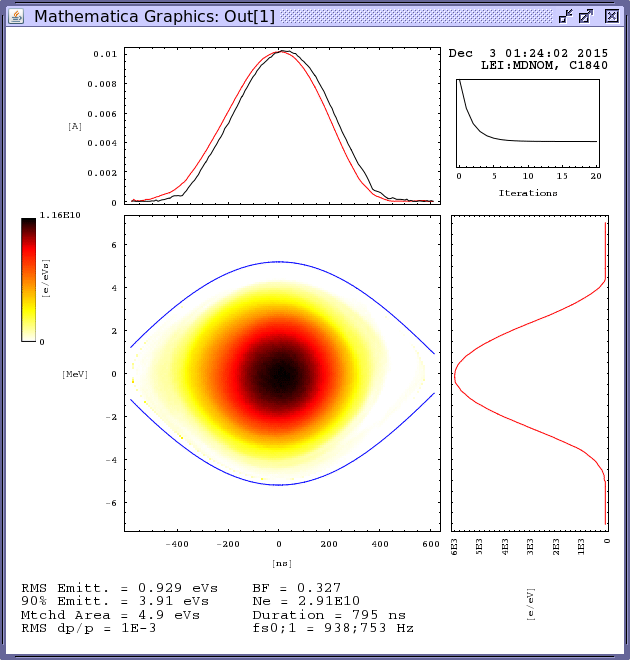 Mathematica Graphics: Out[1]
Dec 3 01:24:02 2015
LEI:MDNOM, C1840
0.01
0.008
0.006
[A]
0.004
0.002
0
0 5 10 15 20
Iterations
1.16E10
[e/eVs]
0
6
4
2
[MeV] 0
-2
-4
-6
-400 -200 0 200 400 600
[ns]
6E3 5E3 4E3 3E3 2E3 1E3 0
[e/eV]
RMS Emitt. = 0.929 eVs BF = 0.327
90% Emitt. = 3.91 eVs Ne = 2.91E10
Mtchd Area = 4.9 eVs Duration = 795 ns
RMS dp/p = 1E-3 fs0;1 = 938;753 Hz